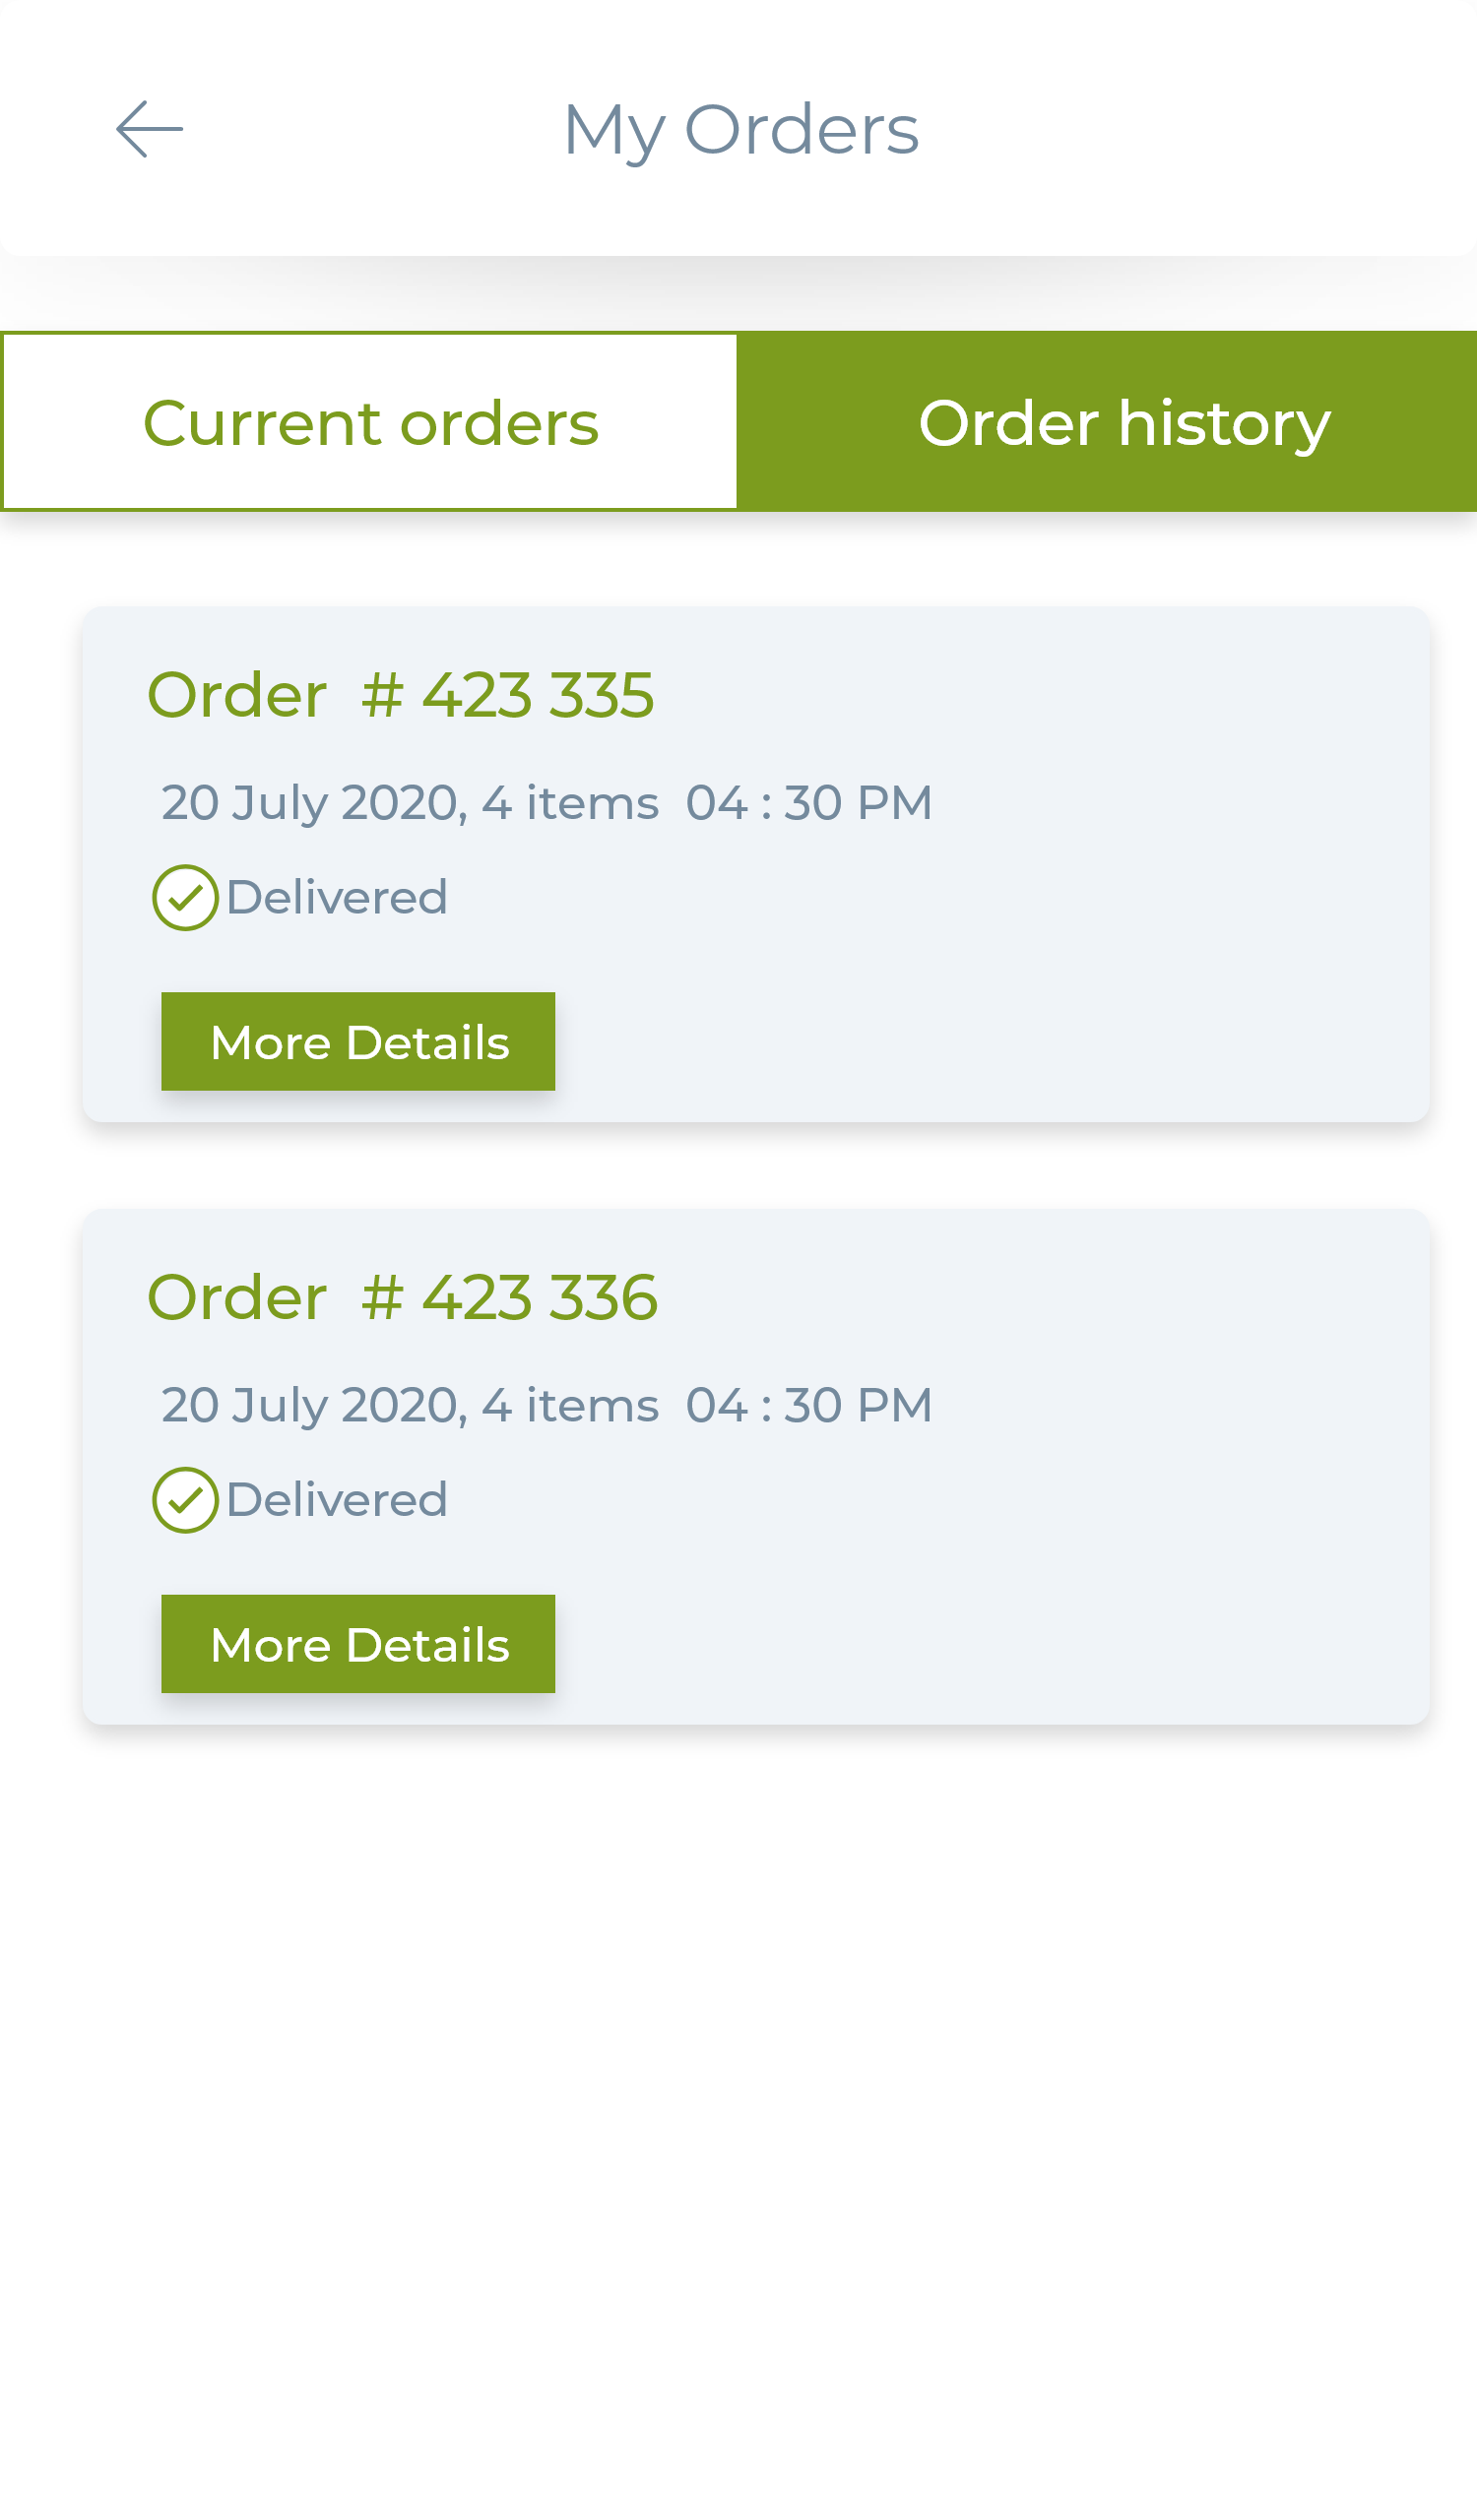 My Orders
Current orders
Order history
Order # 423 335
20 July 2020, 4 items 04 : 30 PM
Delivered
More Details
Order # 423 336
20 July 2020, 4 items 04 : 30 PM
Delivered
More Details